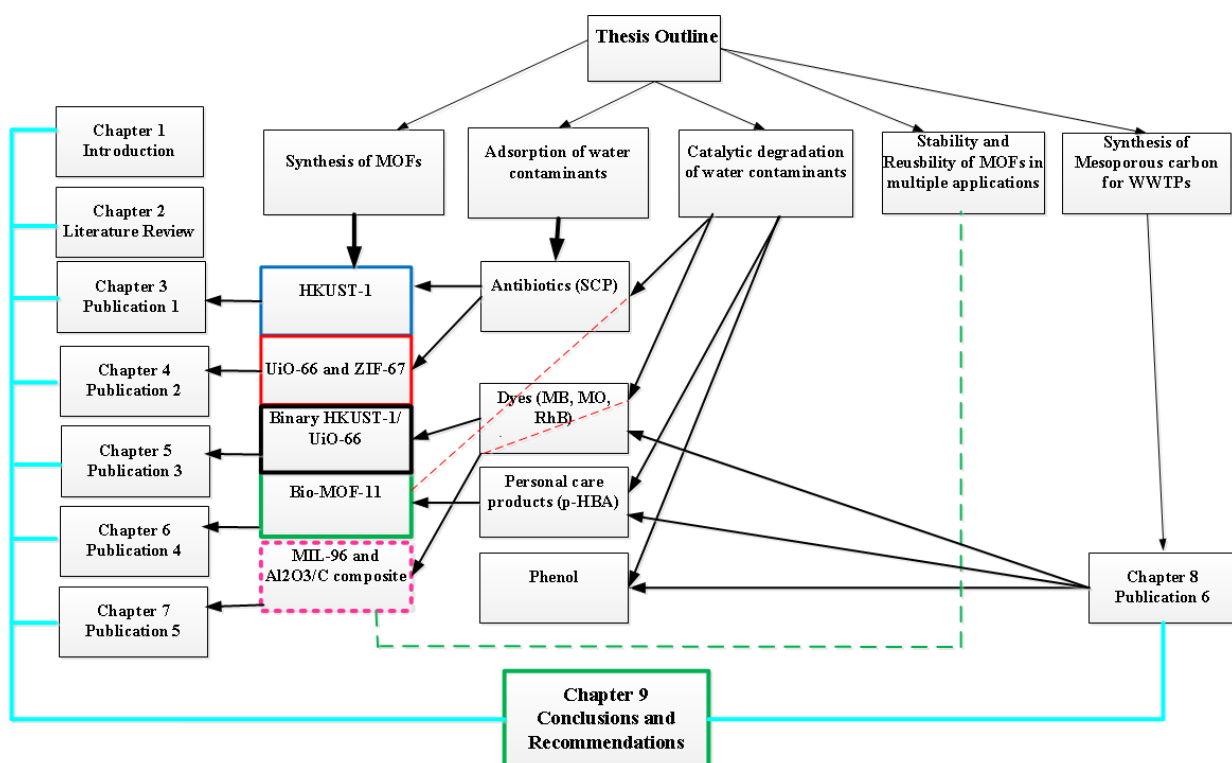 Thesis Outline
Chapter 1
Introduction
Synthesis of MOFs
Adsorption of water
contaminants
Catalytic degradation
of water contaminants
Stability and
Reusbility of MOFs in
multiple applications
Synthesis of
Mesoporous carbon
for WWTPs
Chapter 2
Literature Review
Chapter 3
Publication 1
HKUST-1
Antibiotics (SCP)
Chapter 4
Publication 2
UiO-66 and ZIF-67
Chapter 5
Publication 3
Binary HKUST-1/
UiO-66
Dyes (MB, MO,
RhB)
Chapter 6
Publication 4
Bio-MOF-11
Personal care
products (p-HBA)
Chapter 7
Publication 5
MIL-96 and
Al2O3/C composite
Phenol
Chapter 8
Publication 6
Chapter 9
Conclusions and
Recommendations